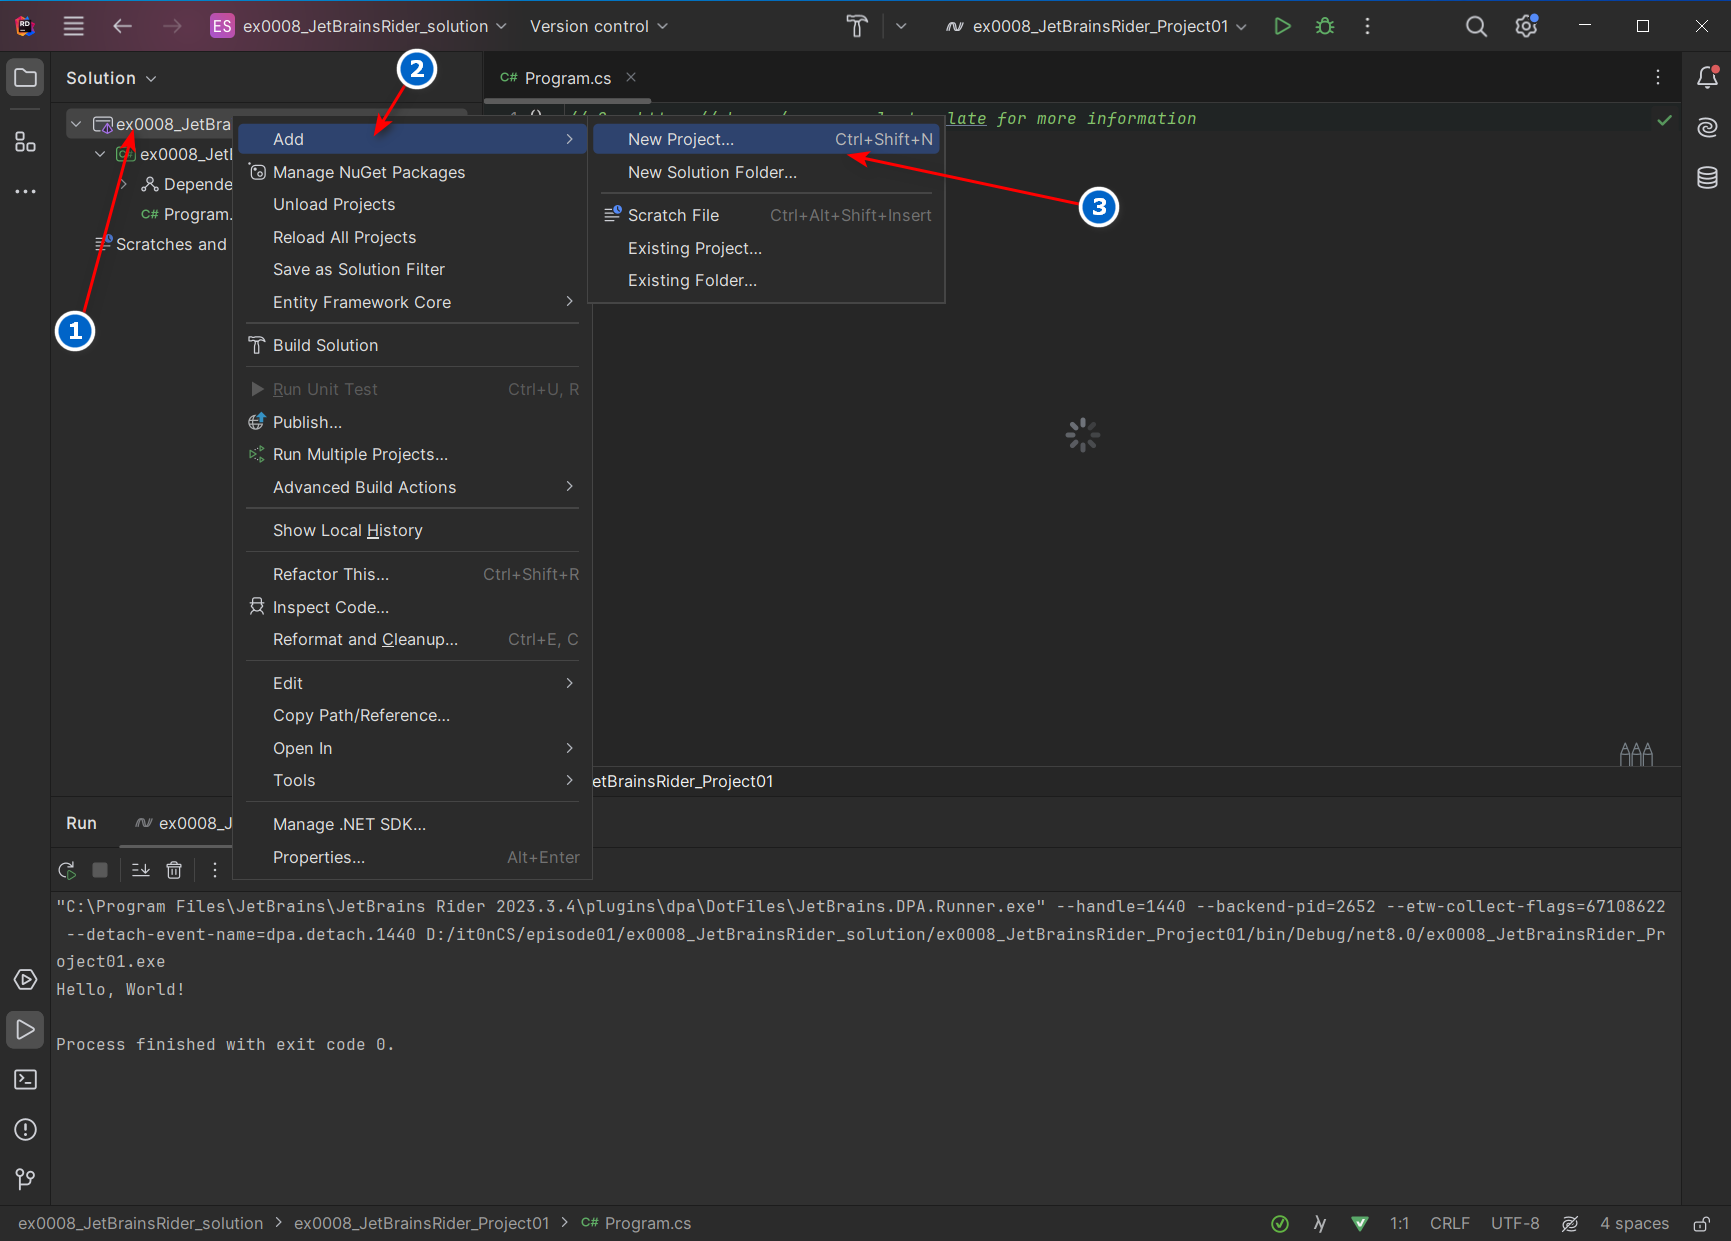 ES ex0008_JetBrainsRider_solution Version control ex0008_JetBrainsRider_Project01
Solution
C# Program.cs
2
ex0008_JetBra
ex0008_Jetl
Depende
C# Program.
Scratches and
1
late for more information
Add
Manage NuGet Packages
Unload Projects
Reload All Projects
Save as Solution Filter
Entity Framework Core
Build Solution
Run Unit Test Ctrl+U, R
Publish...
Run Multiple Projects...
Advanced Build Actions
Show Local History
Refactor This... Ctrl+Shift+R
Inspect Code...
Reformat and Cleanup... Ctrl+E, C
Edit
Copy Path/Reference...
Open In
Tools
Manage .NET SDK...
Properties... Alt+Enter
New Project... Ctrl+Shift+N
New Solution Folder...
Scratch File Ctrl+Alt+Shift+Insert
Existing Project...
Existing Folder...
3
etBrainsRider_Project01
Run ex0008_J
"C:\Program Files\JetBrains\JetBrains Rider 2023.3.4\plugins\dpa\DotFiles\JetBrains.DPA.Runner.exe" --handle=1440 --backend-pid=2652 --etw-collect-flags=67108622
--detach-event-name=dpa.detach.1440 D:/it0nCS/episode01/ex0008_JetBrainsRider_solution/ex0008_JetBrainsRider_Project01/bin/Debug/net8.0/ex0008_JetBrainsRider_Pr
oject01.exe
Hello, World!
Process finished with exit code 0.
ex0008_JetBrainsRider_solution > ex0008_JetBrainsRider_Project01 > C# Program.cs 1:1 CRLF UTF-8 4 spaces